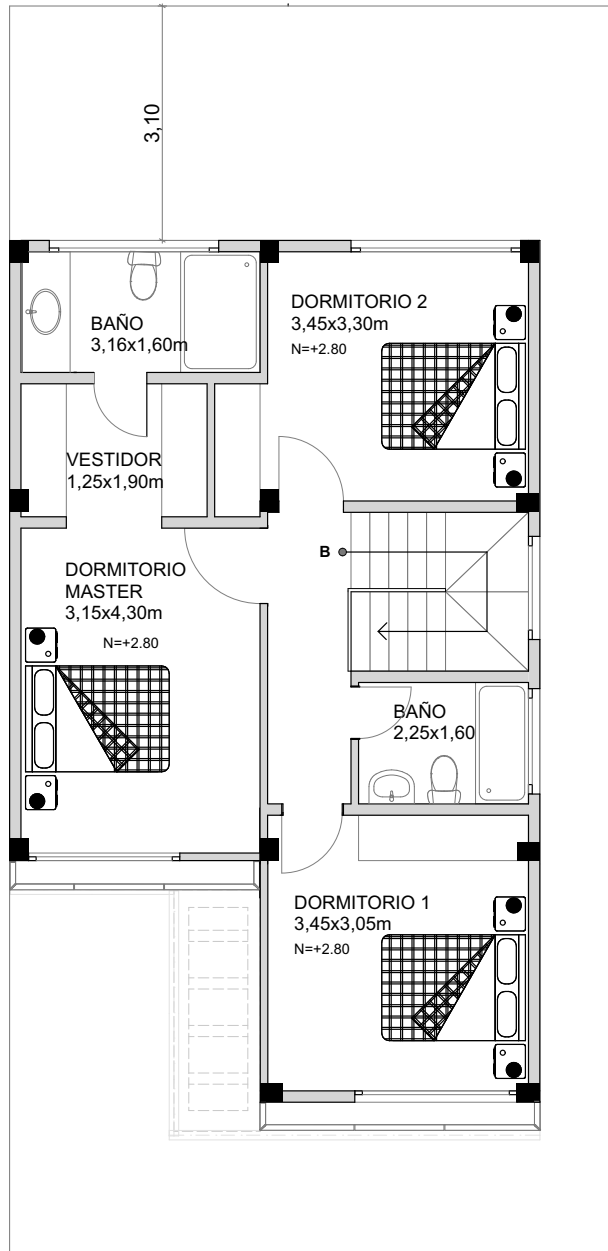 3,10
DORMITORIO 2
3,45x3,30m
N=+2.80
BAÑO
3,16x1,60m
VESTIDOR
1,25x1,90m
B
DORMITORIO
MASTER
3,15x4,30m
N=+2.80
BAÑO
2,25x1,60
DORMITORIO 1
3,45x3,05m
N=+2.80